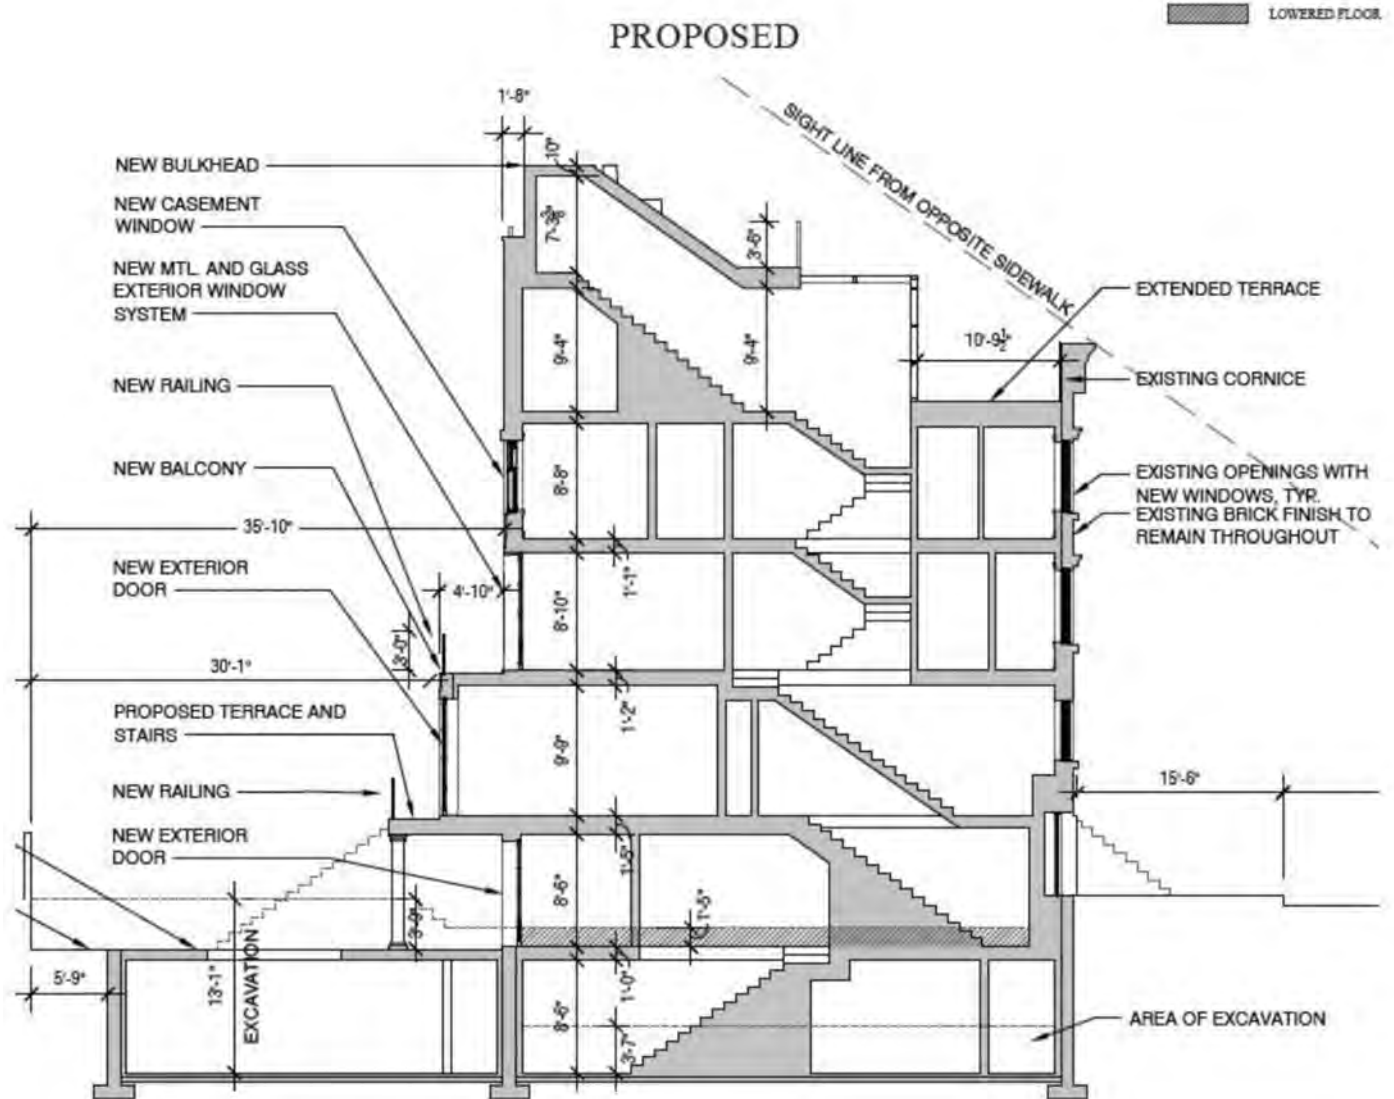 LOWERED FLOOR
PROPOSED
1'-8"
SIGHT LINE FROM OPPOSITE SIDEWALK
NEW BULKHEAD
10"
NEW CASEMENT
WINDOW
7'-3 3/8"
3'-6"
NEW MTL. AND GLASS
EXTERIOR WINDOW
SYSTEM
EXTENDED TERRACE
9'-4"
9'-4"
10'-9 1/2"
NEW RAILING
EXISTING CORNICE
NEW BALCONY
8'-8"
EXISTING OPENINGS WITH
NEW WINDOWS, TYP.
EXISTING BRICK FINISH TO
REMAIN THROUGHOUT
35'-10"
NEW EXTERIOR
DOOR
4'-10"
1'-1"
8'-10"
3'-0"
30'-1"
PROPOSED TERRACE AND
STAIRS
1'-2"
9'-9"
15'-6"
NEW RAILING
NEW EXTERIOR
DOOR
1'-5"
8'-6"
3'-9"
1'-5"
5'-9"
13'-1"
EXCAVATION
1'-0"
8'-6"
3'-7"
AREA OF EXCAVATION